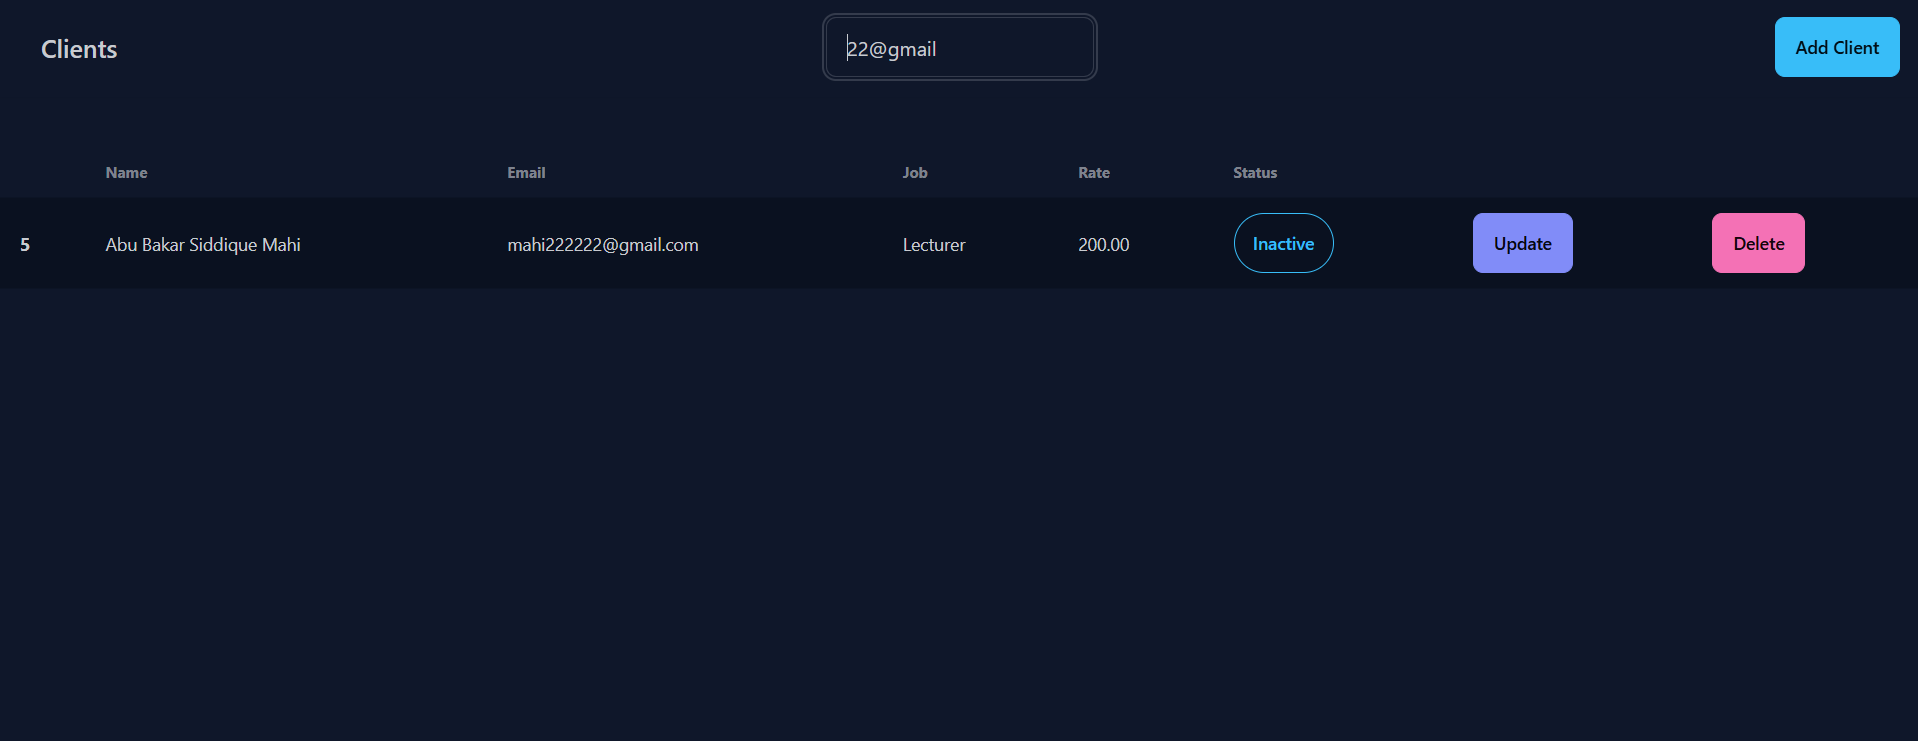 Clients
22@gmail
Add Client
Name Email Job Rate Status
5 Abu Bakar Siddique Mahi mahi222222@gmail.com Lecturer 200.00 Inactive Update Delete